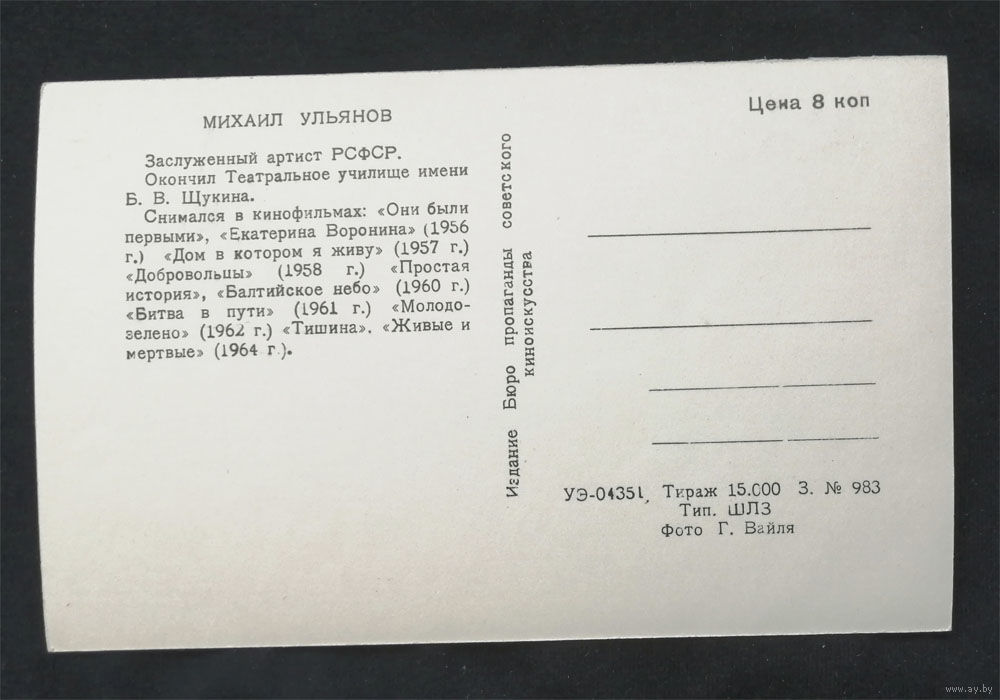 МИХАИЛ УЛЬЯНОВ
Заслуженный артист РСФСР.
Окончил Театральное училище имени
Б. В. Щукина.
Снимался в кинофильмах: «Они были
первыми», «Екатерина Воронина» (1956
г.) «Дом в котором я живу» (1957 г.)
«Добровольцы» (1958 г.) «Простая
история», «Балтийское небо» (1960 г.)
«Битва в пути» (1961 г.) «Молодо-
зелено» (1962 г.) «Тишина». «Живые и
мертвые» (1964 г.).
Издание Бюро пропаганды советского
киноискусства
Цена 8 коп
УЭ-04351, Тираж 15.000 З. № 983
Тип. ШЛЗ
Фото Г. Вайля
www.ay.by